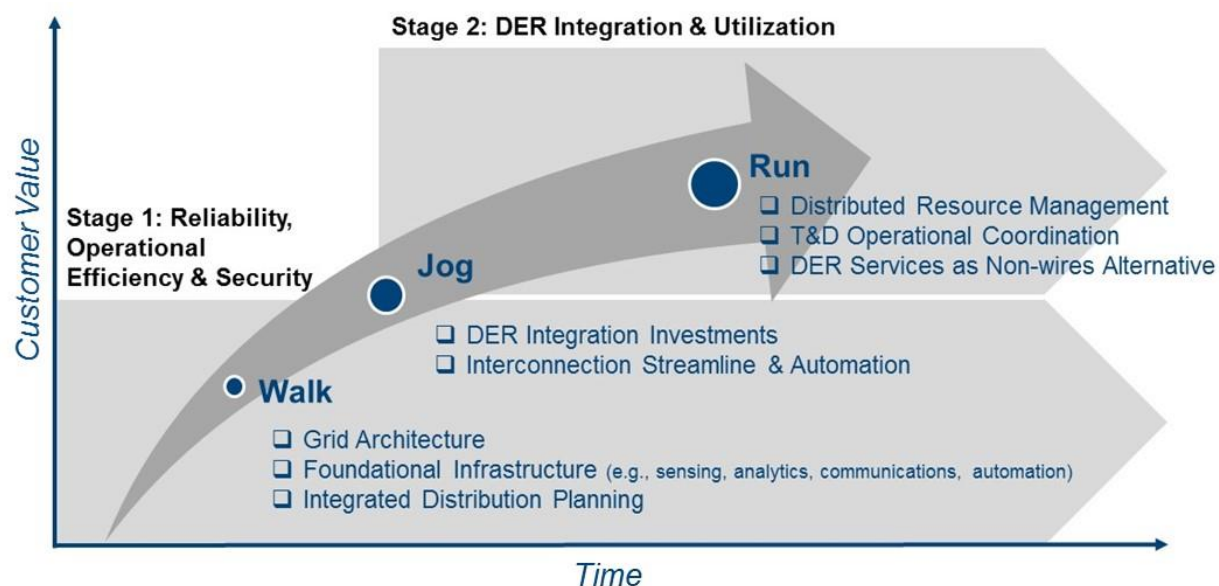 Stage 2: DER Integration & Utilization
Customer Value
Stage 1: Reliability,
Operational
Efficiency & Security
Run
❑ Distributed Resource Management
❑ T&D Operational Coordination
❑ DER Services as Non-wires Alternative
Jog
❑ DER Integration Investments
❑ Interconnection Streamline & Automation
Walk
❑ Grid Architecture
❑ Foundational Infrastructure (e.g., sensing, analytics, communications, automation)
❑ Integrated Distribution Planning
Time